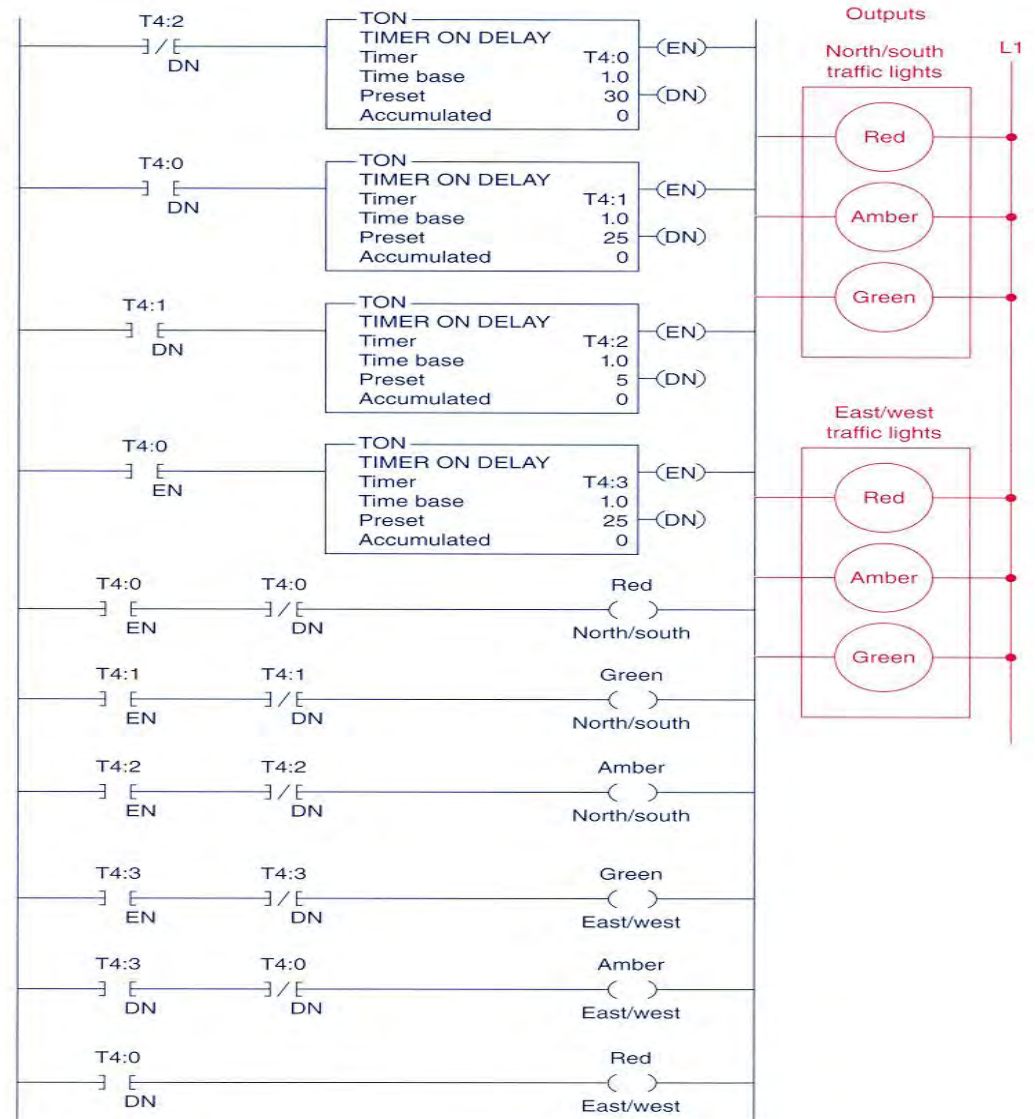 T4:2
DN
TON
TIMER ON DELAY
Timer T4:0
Time base 1.0
Preset 30
Accumulated 0
(EN)
(DN)
T4:0
DN
TON
TIMER ON DELAY
Timer T4:1
Time base 1.0
Preset 25
Accumulated 0
(EN)
(DN)
T4:1
DN
TON
TIMER ON DELAY
Timer T4:2
Time base 1.0
Preset 5
Accumulated 0
(EN)
(DN)
T4:0
EN
TON
TIMER ON DELAY
Timer T4:3
Time base 1.0
Preset 25
Accumulated 0
(EN)
(DN)
T4:0 T4:0 Red
EN DN North/south
T4:1 T4:1 Green
EN DN North/south
T4:2 T4:2 Amber
EN DN North/south
T4:3 T4:3 Green
EN DN East/west
T4:3 T4:0 Amber
DN DN East/west
T4:0 Red
DN East/west
Outputs
L1
North/south
traffic lights
Red
Amber
Green
East/west
traffic lights
Red
Amber
Green